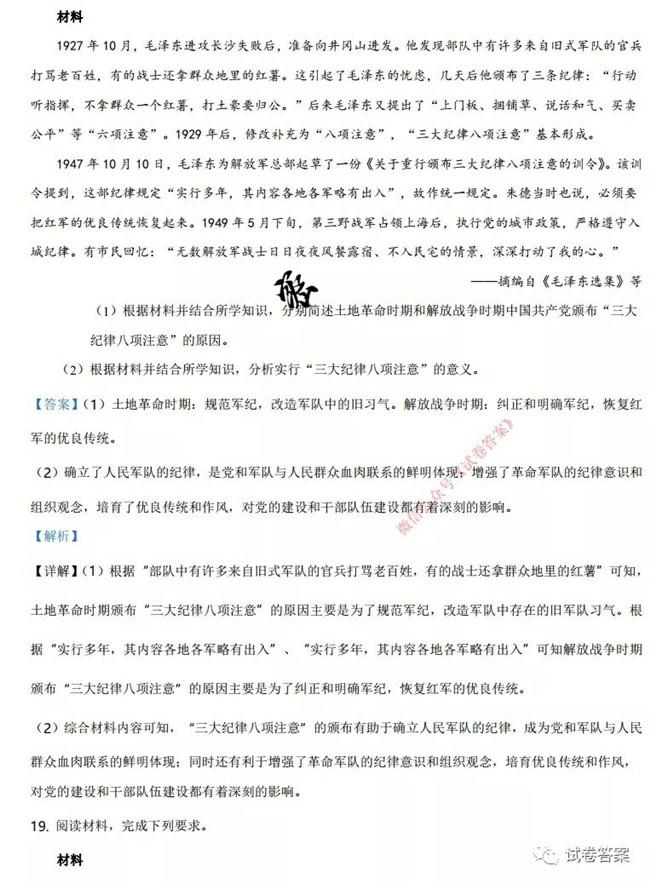 材料
1927 年 10 月，毛泽东进攻长沙失败后，准备向井冈山进发。他发现部队中有许多来自旧式军队的官兵
打骂老百姓，有的战士还拿群众地里的红薯。这引起了毛泽东的忧虑，几天后他颁布了三条纪律：“行动
听指挥，不拿群众一个红薯，打土豪要归公。”后来毛泽东又提出了“上门板、捆铺草、说话和气、买卖
公平”等“六项注意”。1929 年后，修改补充为“八项注意”，“三大纪律八项注意”基本形成。
1947 年 10 月 10 日，毛泽东为解放军总部起草了一份《关于重行颁布三大纪律八项注意的训令》。该训
令提到，这部纪律规定“实行多年，其内容各地各军略有出入”，故作统一规定。朱德当时也说，必须要
把红军的优良传统恢复起来。1949 年 5 月下旬，第三野战军占领上海后，执行党的城市政策，严格遵守入
城纪律。有市民回忆：“无数解放军战士日日夜夜风餐露宿、不入民宅的情景，深深打动了我的心。”
——摘编自《毛泽东选集》等
（1）根据材料并结合所学知识，分别简述土地革命时期和解放战争时期中国共产党颁布“三大
纪律八项注意”的原因。
（2）根据材料并结合所学知识，分析实行“三大纪律八项注意”的意义。
【答案】（1）土地革命时期：规范军纪，改造军队中的旧习气。解放战争时期：纠正和明确军纪，恢复红
军的优良传统。
（2）确立了人民军队的纪律，是党和军队与人民群众血肉联系的鲜明体现；增强了革命军队的纪律意识和
组织观念，培育了优良传统和作风，对党的建设和干部队伍建设都有着深刻的影响。
【解析】
【详解】（1）根据“部队中有许多来自旧式军队的官兵打骂老百姓，有的战士还拿群众地里的红薯”可知，
土地革命时期颁布“三大纪律八项注意”的原因主要是为了规范军纪，改造军队中存在的旧军队习气。根
据“实行多年，其内容各地各军略有出入”、“实行多年，其内容各地各军略有出入”可知解放战争时期
颁布“三大纪律八项注意”的原因主要是为了纠正和明确军纪，恢复红军的优良传统。
（2）综合材料内容可知，“三大纪律八项注意”的颁布有助于确立人民军队的纪律，成为党和军队与人民
群众血肉联系的鲜明体现；同时还有利于增强了革命军队的纪律意识和组织观念，培育优良传统和作风，
对党的建设和干部队伍建设都有着深刻的影响。
19. 阅读材料，完成下列要求。
材料
微信公众号《试卷答案》
试卷答案